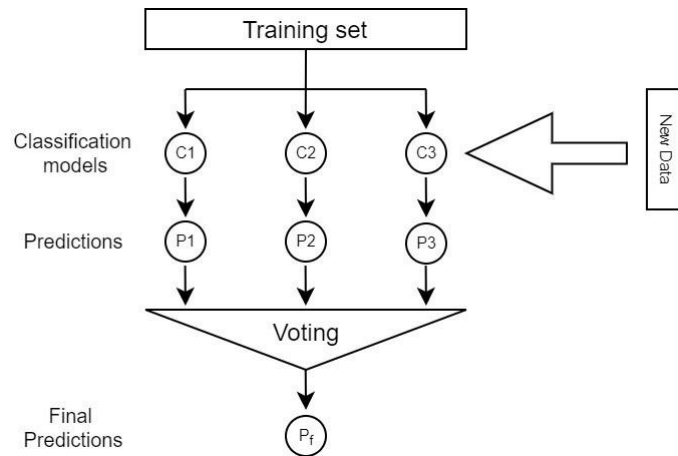 Training set
Classification
models
C1
C2
C3
New Data
Predictions
P1
P2
P3
Voting
Final
Predictions
Pf